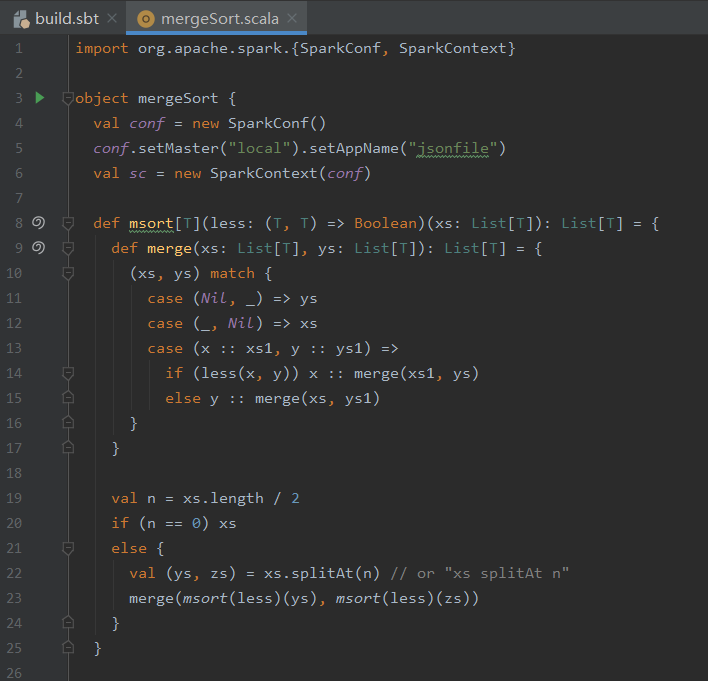 build.sbt mergeSort.scala
1 import org.apache.spark.{SparkConf, SparkContext}
2
3 object mergeSort {
4   val conf = new SparkConf()
5   conf.setMaster("local").setAppName("jsonfile")
6   val sc = new SparkContext(conf)
7
8   def msort[T](less: (T, T) => Boolean)(xs: List[T]): List[T] = {
9     def merge(xs: List[T], ys: List[T]): List[T] = {
10       (xs, ys) match {
11         case (Nil, _) => ys
12         case (_, Nil) => xs
13         case (x :: xs1, y :: ys1) =>
14           if (less(x, y)) x :: merge(xs1, ys)
15           else y :: merge(xs, ys1)
16       }
17     }
18
19     val n = xs.length / 2
20     if (n == 0) xs
21     else {
22       val (ys, zs) = xs.splitAt(n) // or "xs splitAt n"
23       merge(msort(less)(ys), msort(less)(zs))
24     }
25   }
26